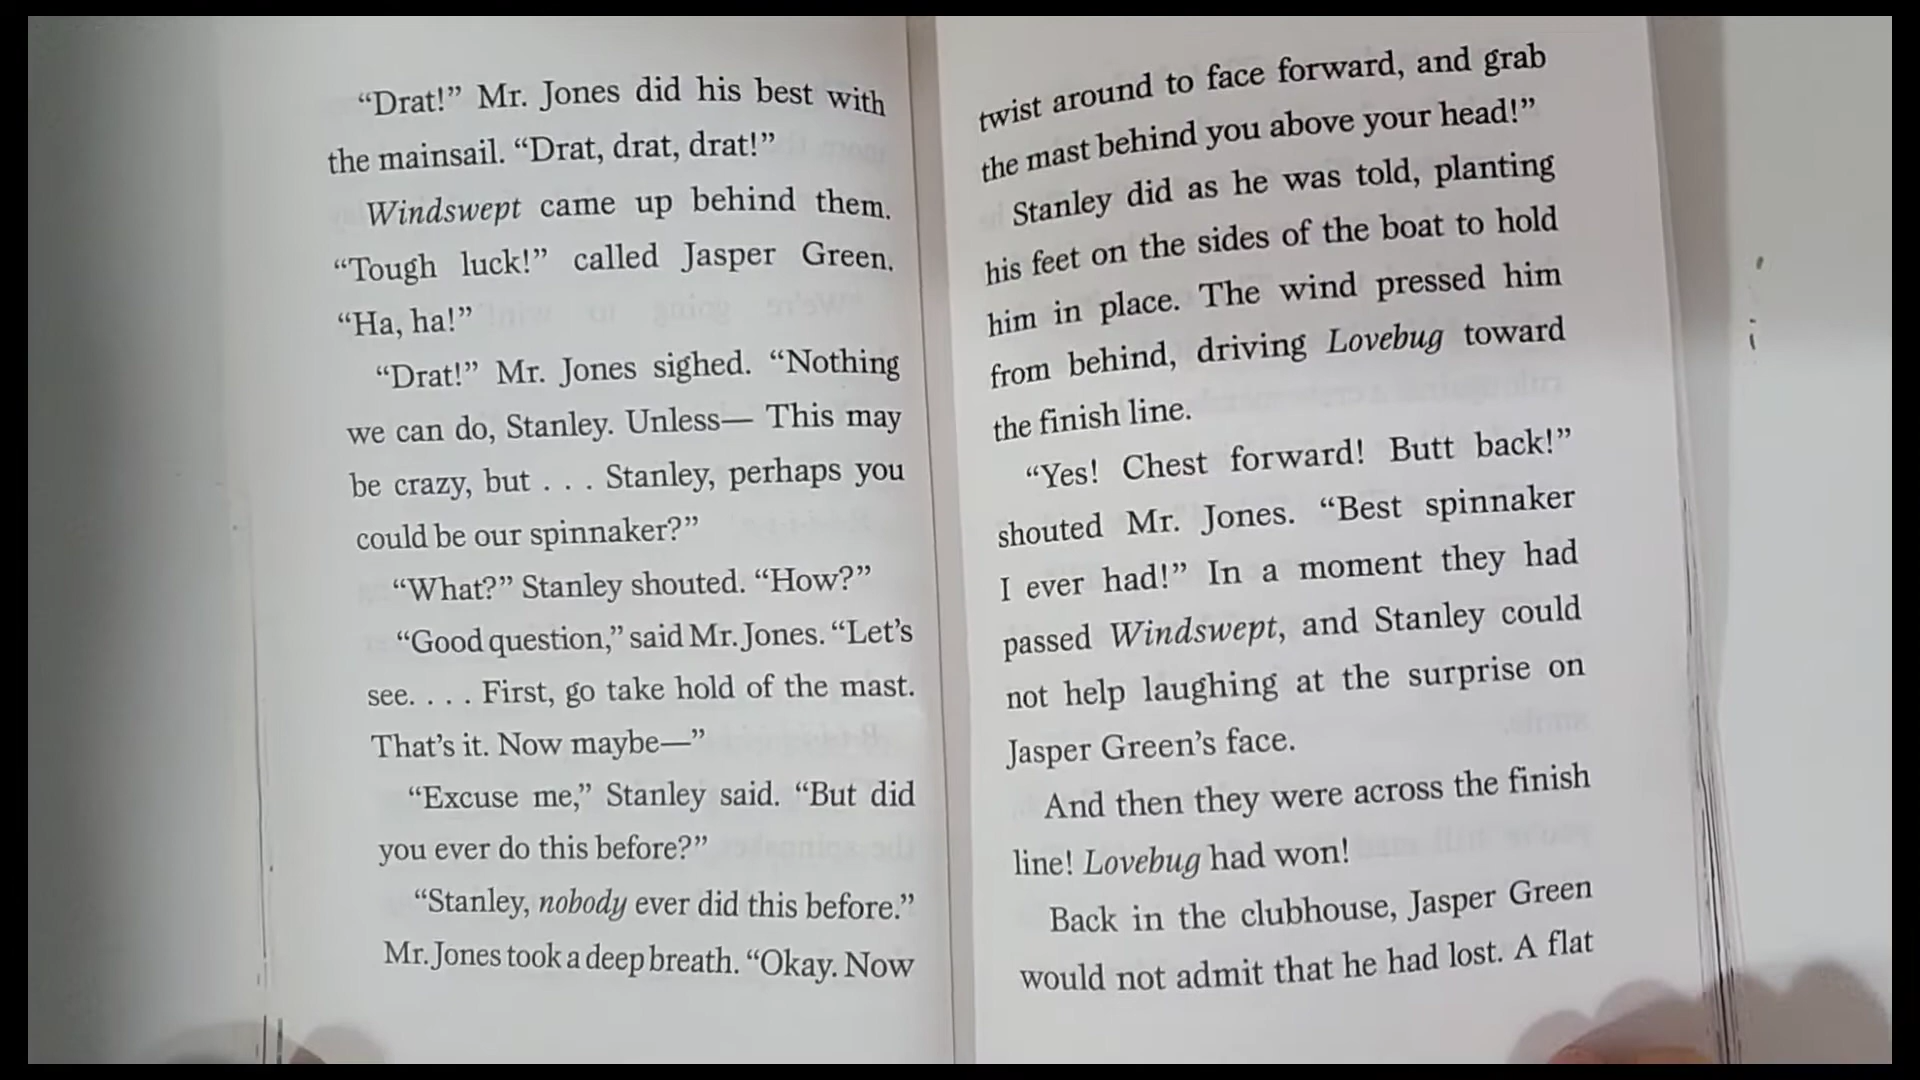 “Drat!” Mr. Jones did his best with
the mainsail. “Drat, drat, drat!”
Windswept came up behind them.
“Tough luck!” called Jasper Green.
“Ha, ha!”
“Drat!” Mr. Jones sighed. “Nothing
we can do, Stanley. Unless— This may
be crazy, but . . . Stanley, perhaps you
could be our spinnaker?”
“What?” Stanley shouted. “How?”
“Good question,” said Mr. Jones. “Let’s
see. . . . First, go take hold of the mast.
That’s it. Now maybe—”
“Excuse me,” Stanley said. “But did
you ever do this before?”
“Stanley, nobody ever did this before.”
Mr. Jones took a deep breath. “Okay. Now
twist around to face forward, and grab
the mast behind you above your head!”
Stanley did as he was told, planting
his feet on the sides of the boat to hold
him in place. The wind pressed him
from behind, driving Lovebug toward
the finish line.
“Yes! Chest forward! Butt back!”
shouted Mr. Jones. “Best spinnaker
I ever had!” In a moment they had
passed Windswept, and Stanley could
not help laughing at the surprise on
Jasper Green’s face.
And then they were across the finish
line! Lovebug had won!
Back in the clubhouse, Jasper Green
would not admit that he had lost. A flat